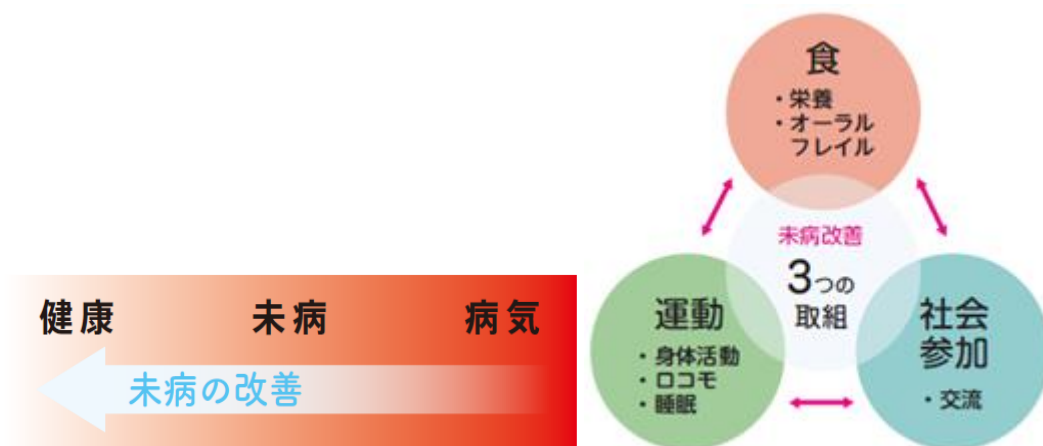 健康 未病 病気
未病の改善
食
・栄養
・オーラル
フレイル
未病改善
3つの
取組
運動
・身体活動
・ロコモ
・睡眠
社会
参加
・交流